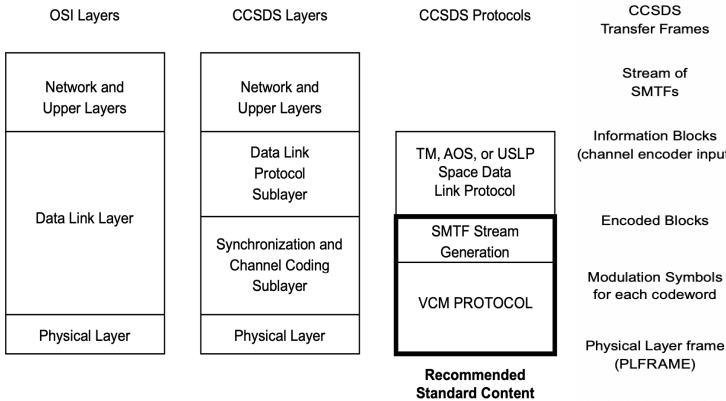 OSI Layers
CCSDS Layers
CCSDS Protocols
CCSDS
Transfer Frames
Network and
Upper Layers
Data Link Layer
Physical Layer
Network and
Upper Layers
Data Link
Protocol
Sublayer
Synchronization and
Channel Coding
Sublayer
Physical Layer
TM, AOS, or USLP
Space Data
Link Protocol
SMTF Stream
Generation
VCM PROTOCOL
Recommended
Standard Content
Stream of
SMTFs
Information Blocks
(channel encoder input
Encoded Blocks
Modulation Symbols
for each codeword
Physical Layer frame
(PLFRAME)